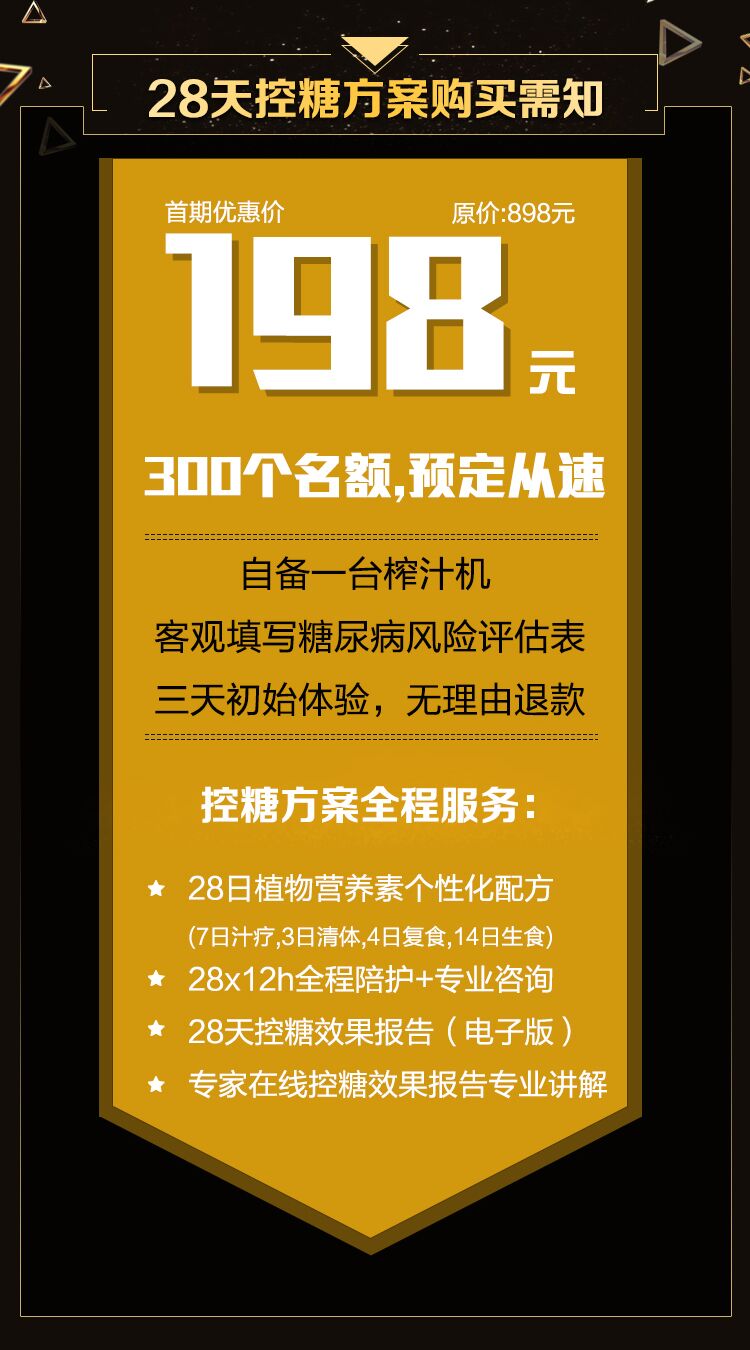 28天控糖方案购买需知
首期优惠价
原价:898元
198元
300个名额,预定从速
自备一台榨汁机
客观填写糖尿病风险评估表
三天初始体验，无理由退款
控糖方案全程服务：
28日植物营养素个性化配方
(7日汁疗,3日清体,4日复食,14日生食)
28x12h全程陪护+专业咨询
28天控糖效果报告（电子版）
专家在线控糖效果报告专业讲解